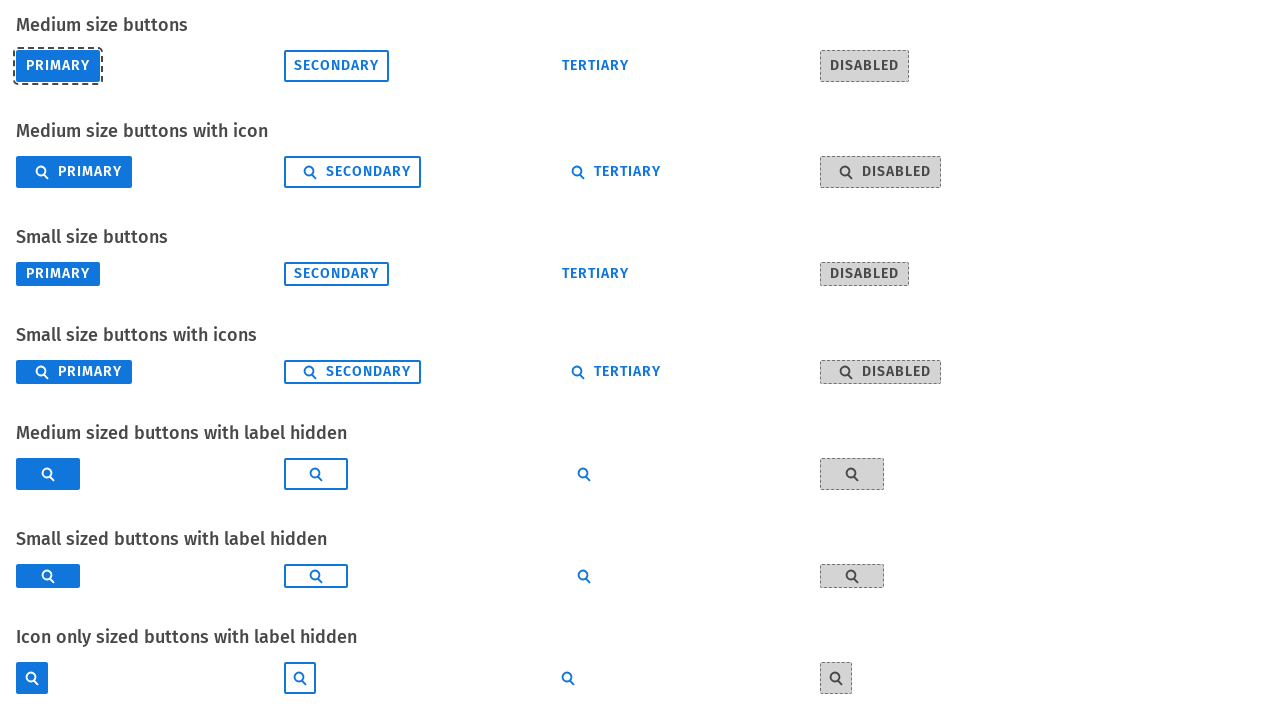 Medium size buttons
PRIMARY SECONDARY TERTIARY DISABLED
Medium size buttons with icon
PRIMARY SECONDARY TERTIARY DISABLED
Small size buttons
PRIMARY SECONDARY TERTIARY DISABLED
Small size buttons with icons
PRIMARY SECONDARY TERTIARY DISABLED
Medium sized buttons with label hidden
Small sized buttons with label hidden
Icon only sized buttons with label hidden